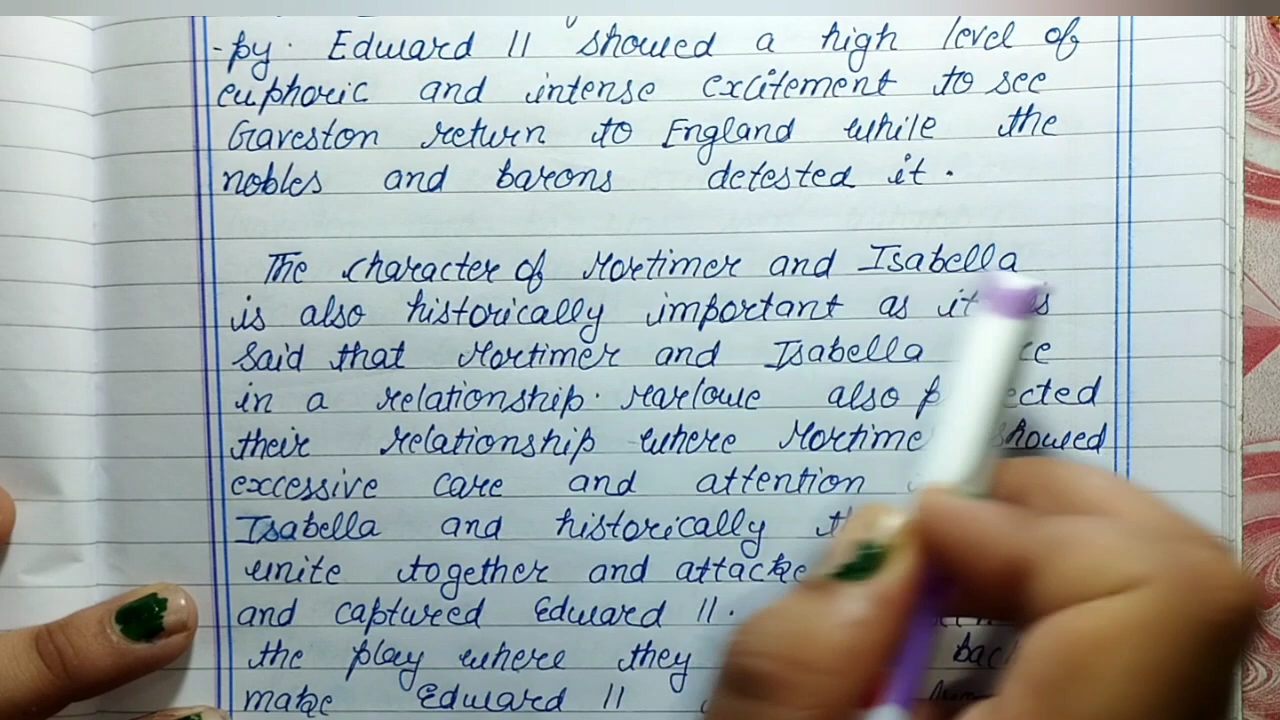 -py. Edward II showed a high level of
euphoric and intense excitement to see
Gaveston return to England while the
nobles and barons detested it.
The character of Mortimer and Isabella
is also historically important as it is
said that Mortimer and Isabella
in a relationship. Marlowe also
their relationship where Mortimer showed
excessive care and attention
Isabella and historically
unite together and
and captured Edward II.
the play where they
make Edward II